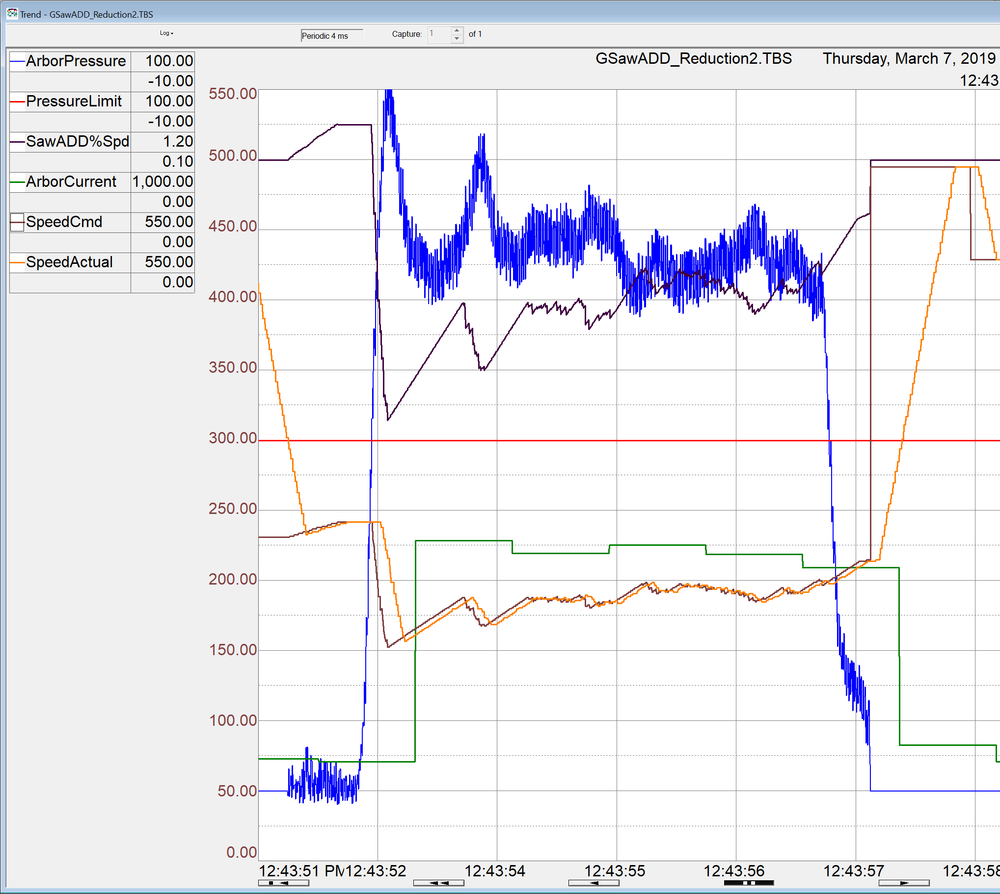 Trend - GSawADD_Reduction2.TBS
Log
Periodic 4 ms
Capture: 1 of 1
GSawADD_Reduction2.TBS Thursday, March 7, 2019
12:43
ArborPressure 100.00
-10.00
PressureLimit 100.00
-10.00
SawADD%Spd 1.20
0.10
ArborCurrent 1,000.00
0.00
SpeedCmd 550.00
0.00
SpeedActual 550.00
0.00
550.00
500.00
450.00
400.00
350.00
300.00
250.00
200.00
150.00
100.00
50.00
0.00
12:43:51 PM 12:43:52 12:43:54 12:43:55 12:43:56 12:43:57 12:43:58